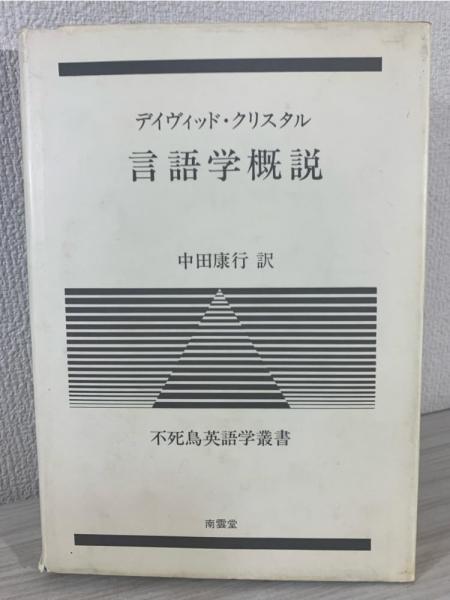 デイヴィッド・クリスタル
言語学概説
中田康行 訳
不死鳥英語学叢書
南雲堂